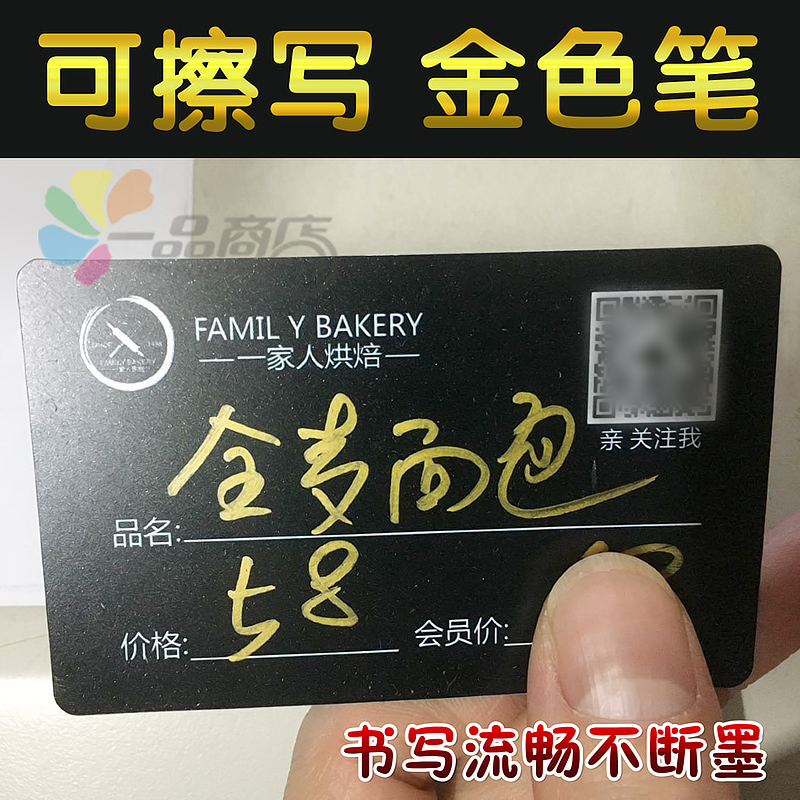 可擦写 金色笔
一品商店
FAMIL Y BAKERY
一家人烘焙
亲 关注我
品名:全麦面包
价格:58 会员价:
书写流畅不断墨